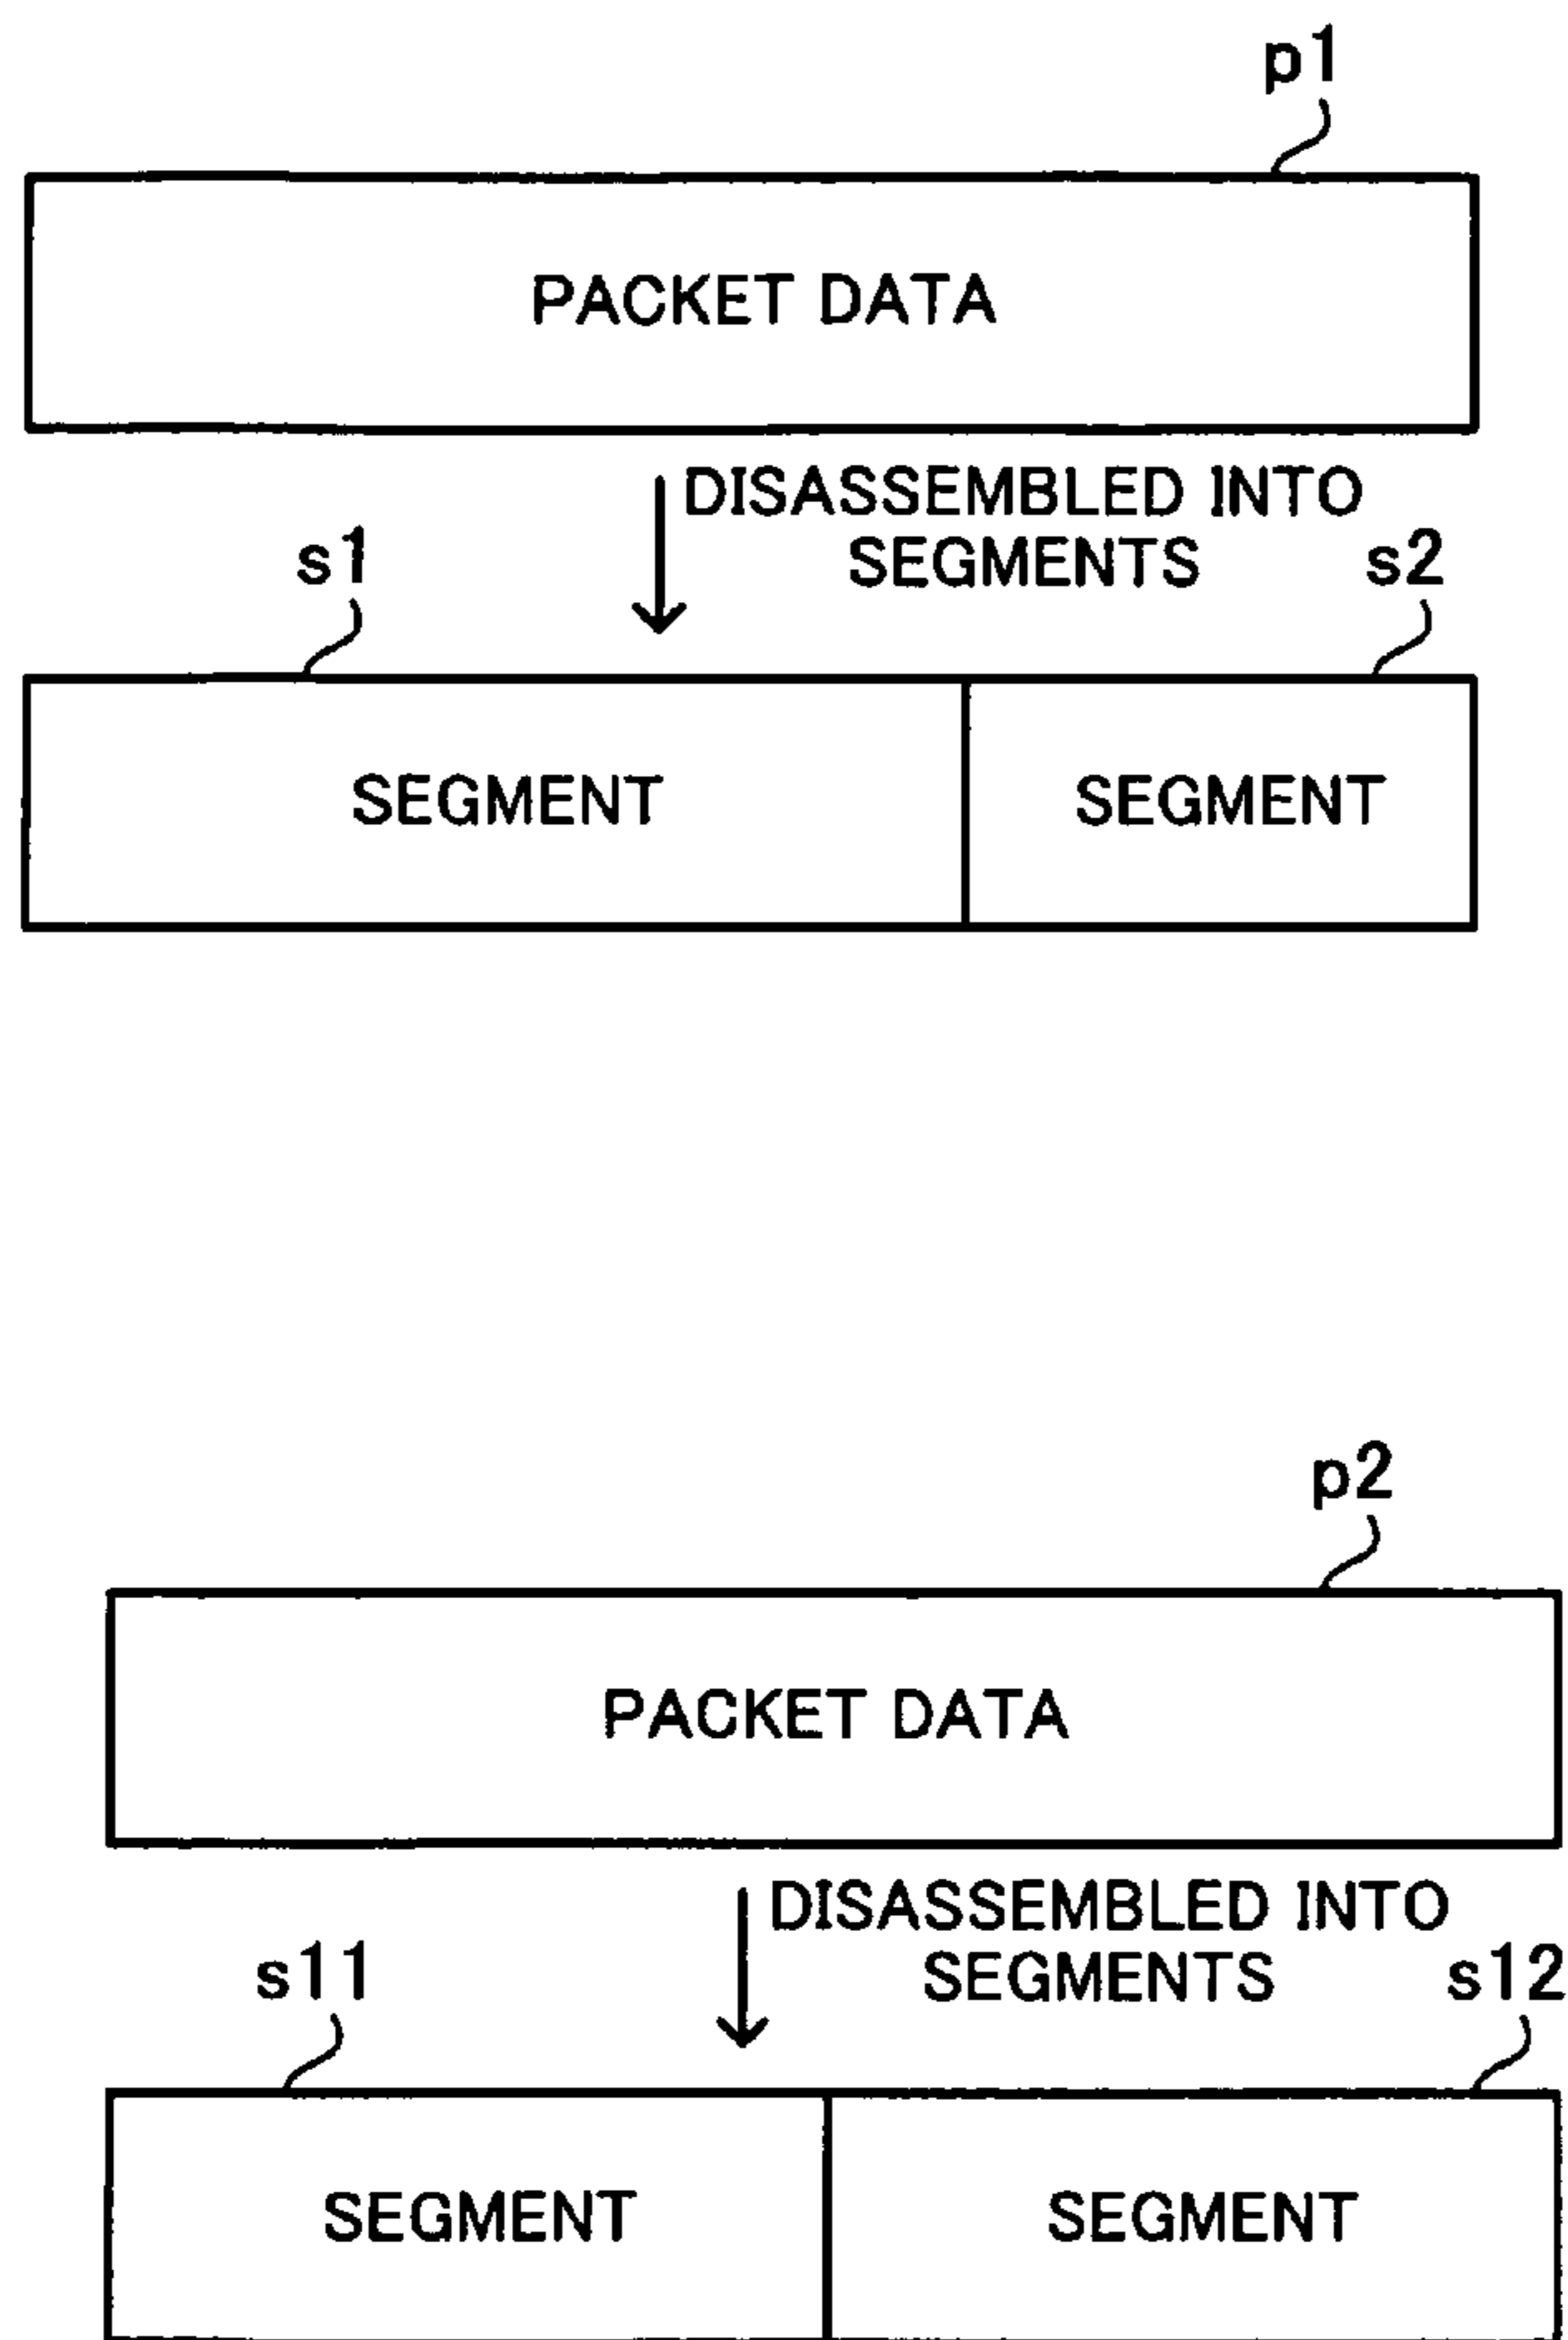 p1
PACKET DATA
DISASSEMBLED INTO
SEGMENTS
s1
s2
SEGMENT
SEGMENT
p2
PACKET DATA
DISASSEMBLED INTO
SEGMENTS
s11
s12
SEGMENT
SEGMENT